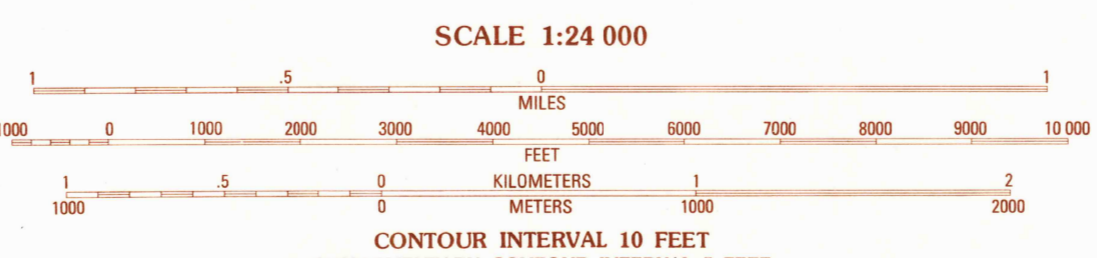 SCALE 1:24 000
1 .5 0 1
MILES
000 0 1000 2000 3000 4000 5000 6000 7000 8000 9000 10 000
FEET
1 .5 0 KILOMETERS 1 2
1000 0 METERS 1000 2000
CONTOUR INTERVAL 10 FEET